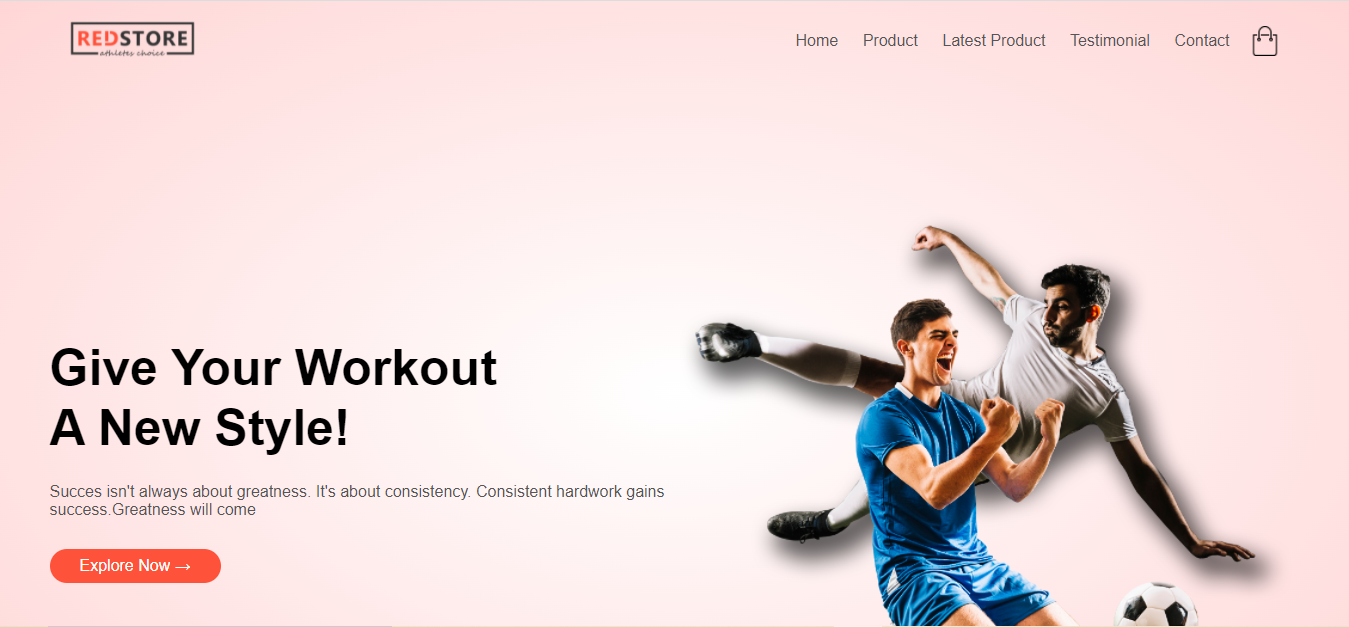 REDSTORE
athletes choice
Home Product Latest Product Testimonial Contact
Give Your Workout
A New Style!
Succes isn't always about greatness. It's about consistency. Consistent hardwork gains
success.Greatness will come
Explore Now →